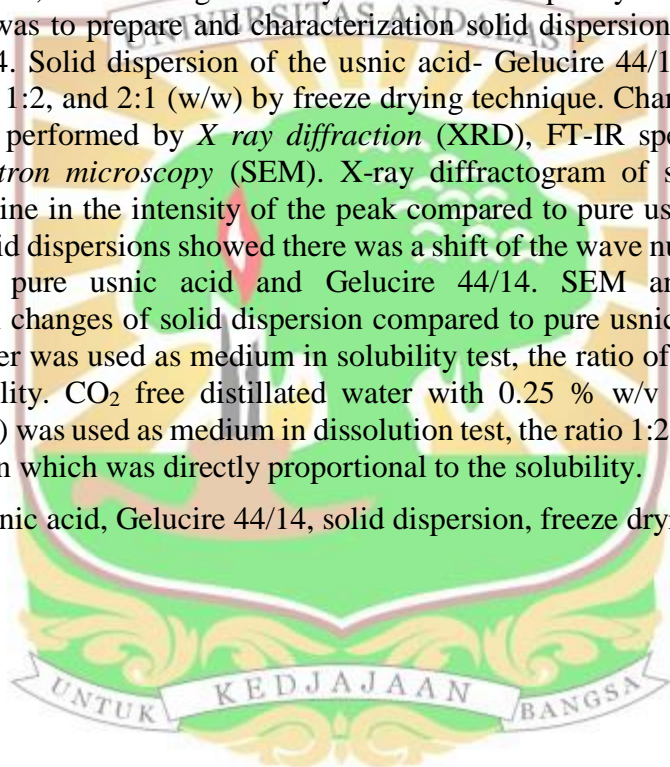 was to prepare and characterization solid dispersion
UNIVERSITAS ANDALAS
4. Solid dispersion of the usnic acid- Gelucire 44/1
1:2, and 2:1 (w/w) by freeze drying technique. Char
performed by X ray diffraction (XRD), FT-IR spe
tron microscopy (SEM). X-ray diffractogram of s
ine in the intensity of the peak compared to pure us
id dispersions showed there was a shift of the wave nu
pure usnic acid and Gelucire 44/14. SEM an
changes of solid dispersion compared to pure usnic
er was used as medium in solubility test, the ratio of
ility. CO₂ free distillated water with 0.25 % w/v
) was used as medium in dissolution test, the ratio 1:2
n which was directly proportional to the solubility.
nic acid, Gelucire 44/14, solid dispersion, freeze dryi
UNTUK KEDJAJAAN BANGSA